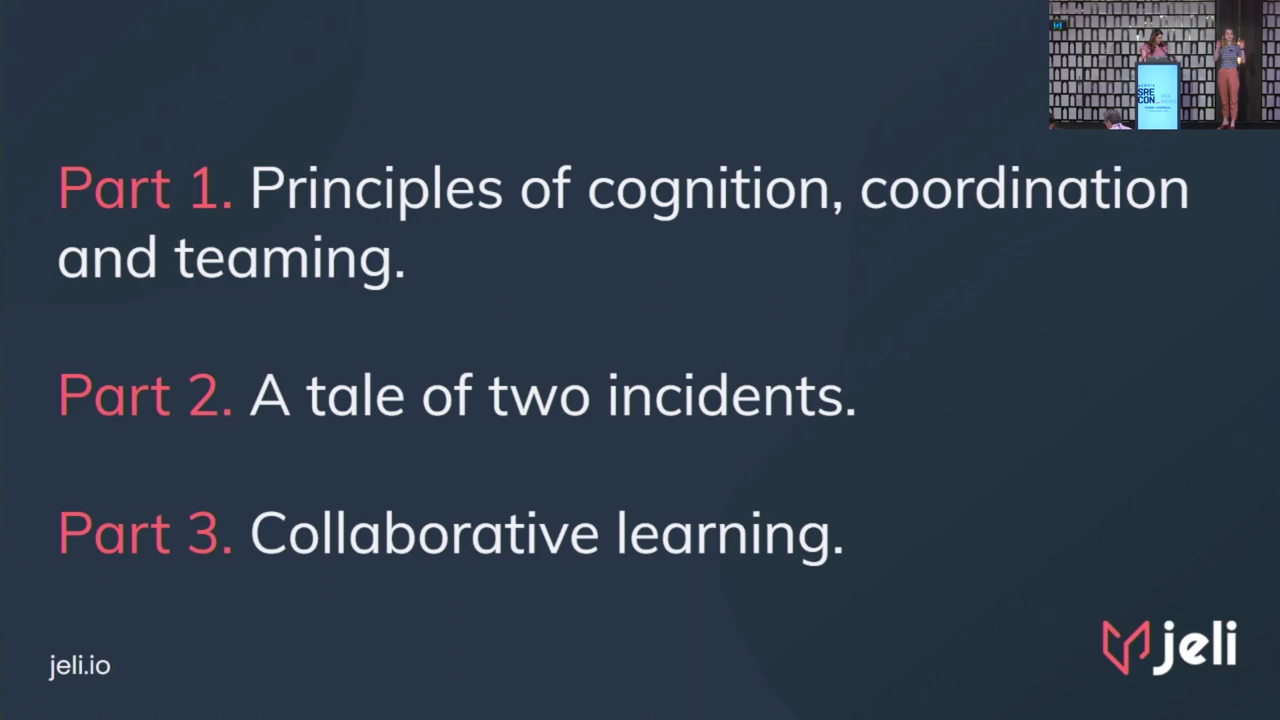 SRE
CON
Part 1. Principles of cognition, coordination
and teaming.
Part 2. A tale of two incidents.
Part 3. Collaborative learning.
jeli.io
jeli